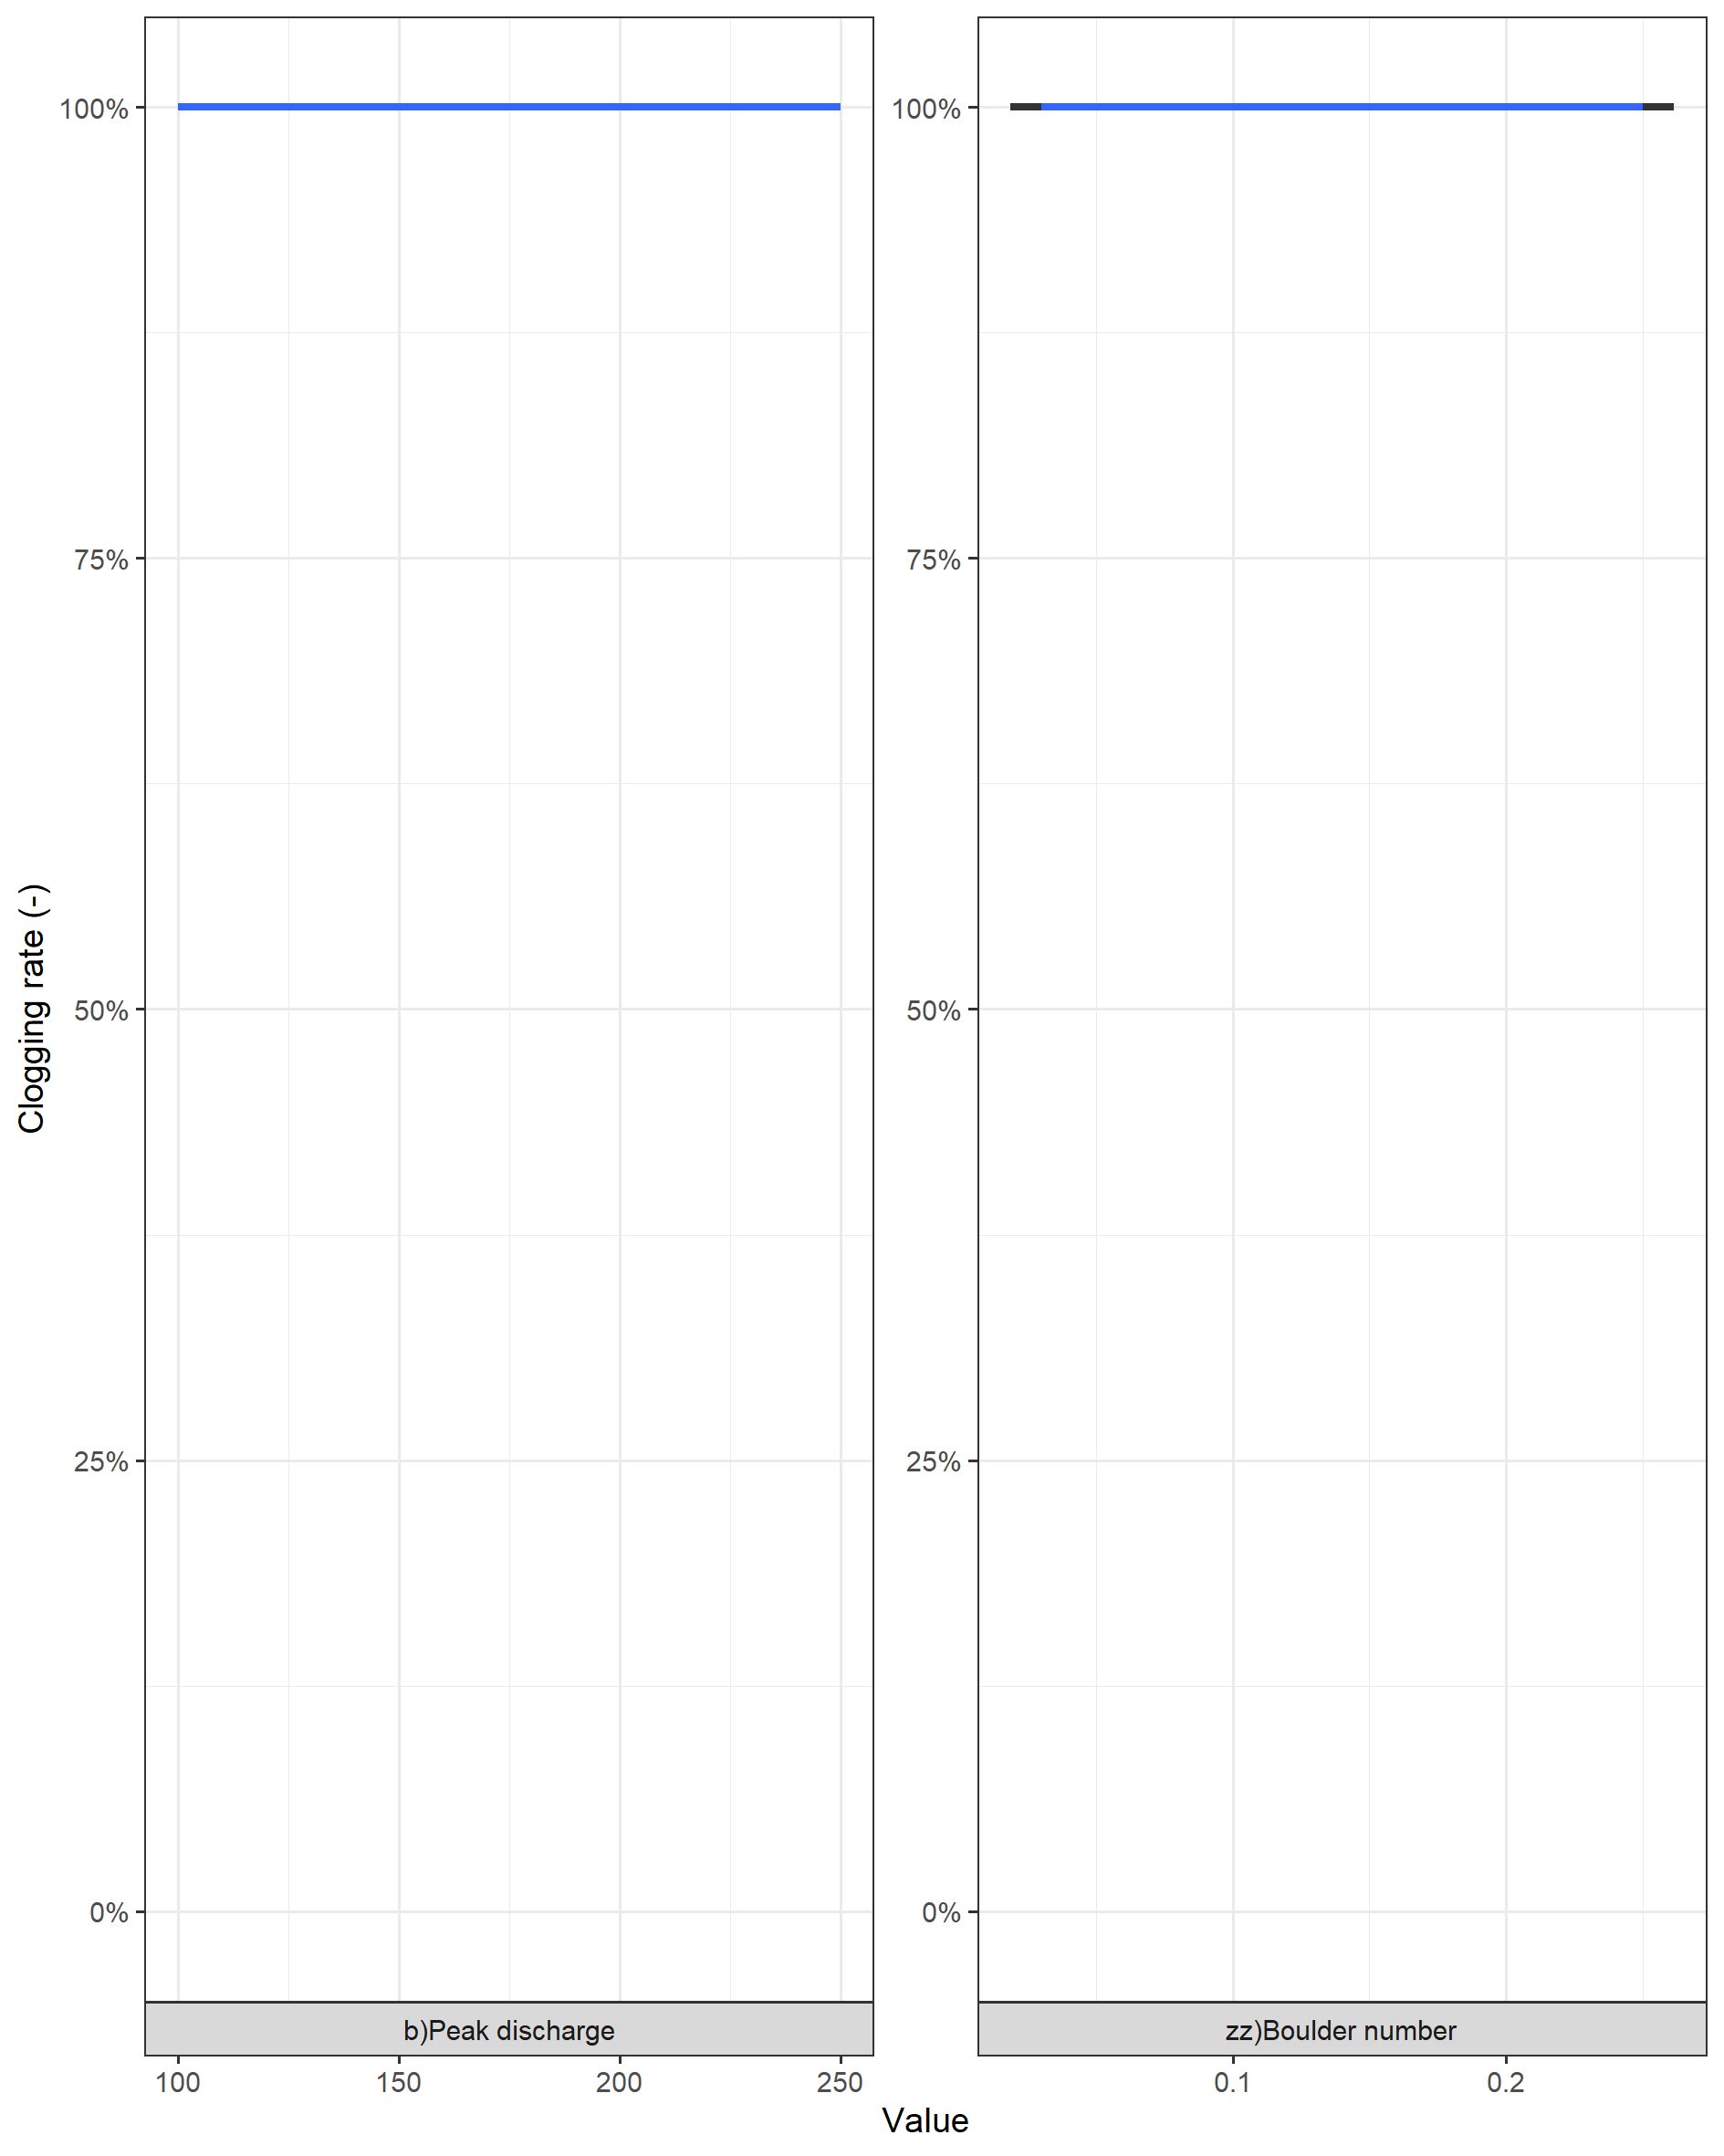 Clogging rate (-)
100%
75%
50%
25%
0%
100%
75%
50%
25%
0%
b)Peak discharge
zz)Boulder number
100 150 200 250
0.1 0.2
Value